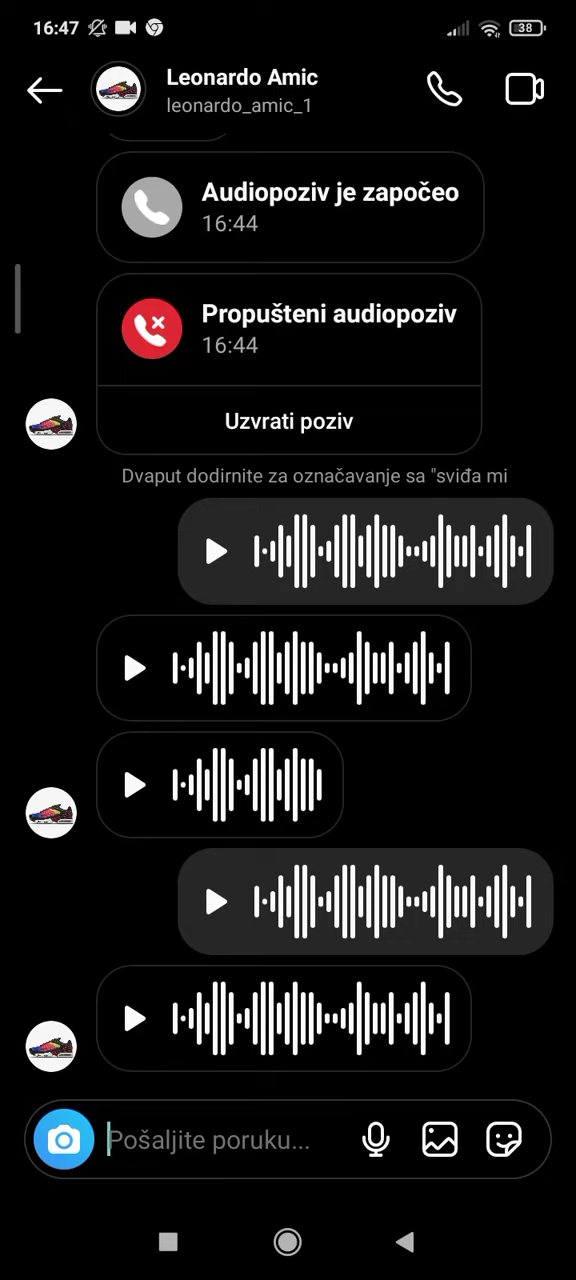 16:47
38
Leonardo Amic
leonardo_amic_1
Audiopoziv je započeo
16:44
Propušteni audiopoziv
16:44
Uzvrati poziv
Dvaput dodirnite za označavanje sa "sviđa mi
Pošaljite poruku...